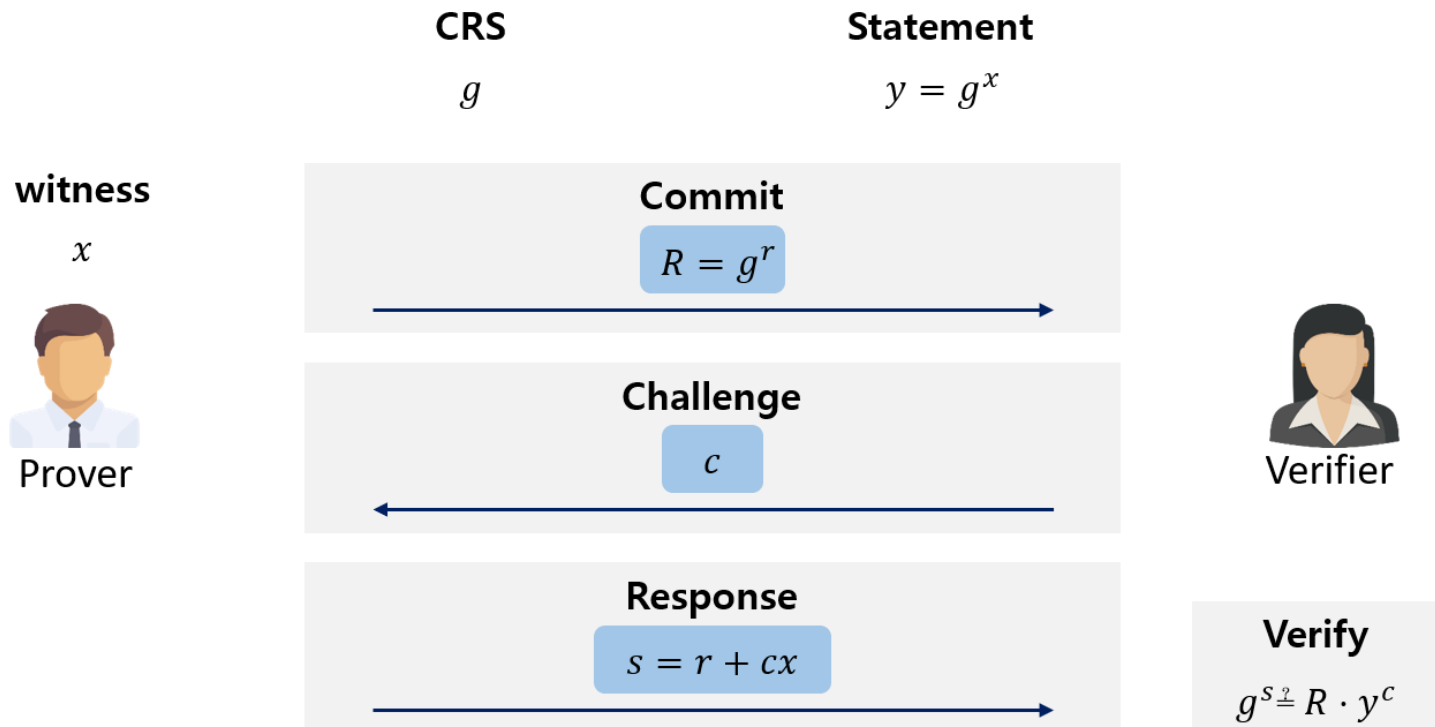 CRS
Statement
g
y = g^x
witness
x
Commit
R = g^r
Challenge
c
Prover
Verifier
Response
s = r + cx
Verify
g^s ≟ R · y^c